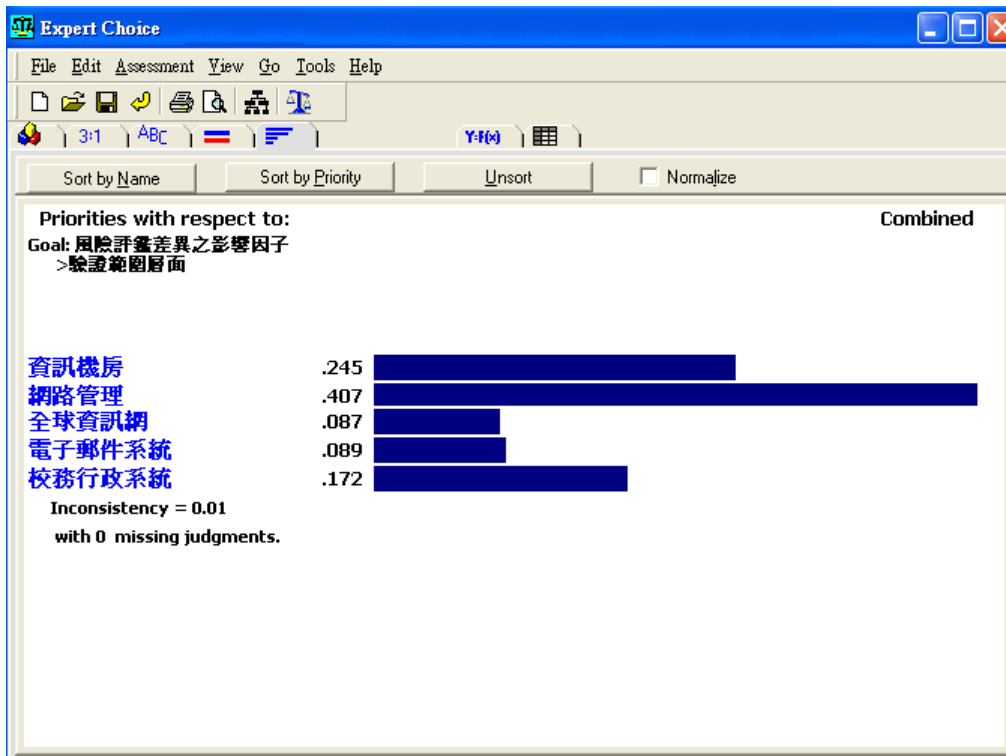 Expert Choice
File Edit Assessment View Go Tools Help
3:1 ABC Y=F(x)
Sort by Name Sort by Priority Unsort Normalize
Priorities with respect to: Combined
Goal: 風險評鑑差異之影響因子
>驗證範圍層面
資訊機房 .245
網路管理 .407
全球資訊網 .087
電子郵件系統 .089
校務行政系統 .172
Inconsistency = 0.01
with 0 missing judgments.